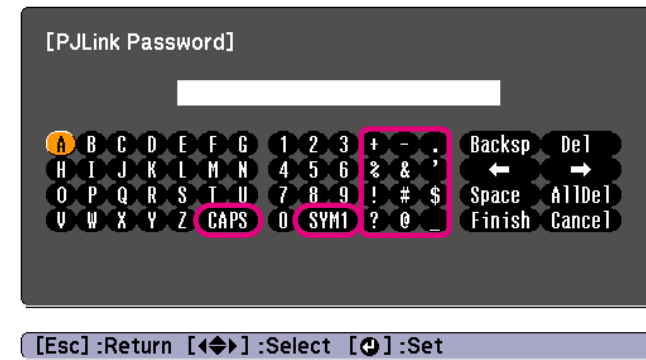 [PJLink Password]
A B C D E F G 1 2 3 + - . Backsp Del
H I J K L M N 4 5 6 % & ' ← →
O P Q R S T U 7 8 9 ! # $ Space AllDel
V W X Y Z CAPS 0 SYM1 ? @ _ Finish Cancel
[Esc] :Return [◀◆▶] :Select [↵] :Set